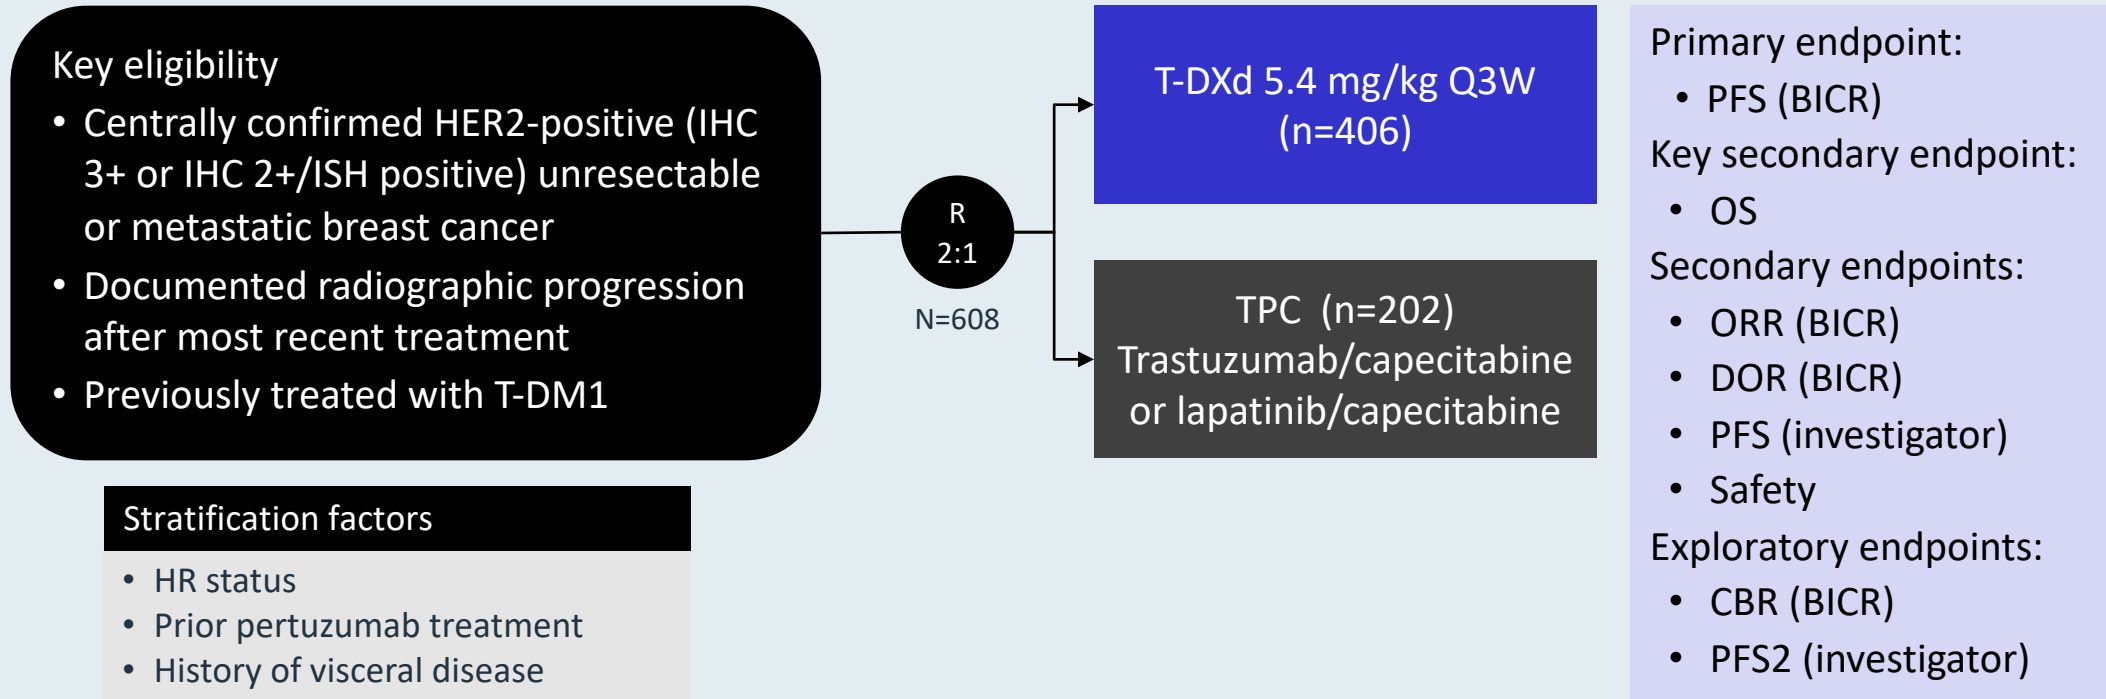 Key eligibility
• Centrally confirmed HER2-positive (IHC
3+ or IHC 2+/ISH positive) unresectable
or metastatic breast cancer
• Documented radiographic progression
after most recent treatment
• Previously treated with T-DM1
Stratification factors
• HR status
• Prior pertuzumab treatment
• History of visceral disease
R
2:1
N=608
T-DXd 5.4 mg/kg Q3W
(n=406)
TPC (n=202)
Trastuzumab/capecitabine
or lapatinib/capecitabine
Primary endpoint:
• PFS (BICR)
Key secondary endpoint:
• OS
Secondary endpoints:
• ORR (BICR)
• DOR (BICR)
• PFS (investigator)
• Safety
Exploratory endpoints:
• CBR (BICR)
• PFS2 (investigator)